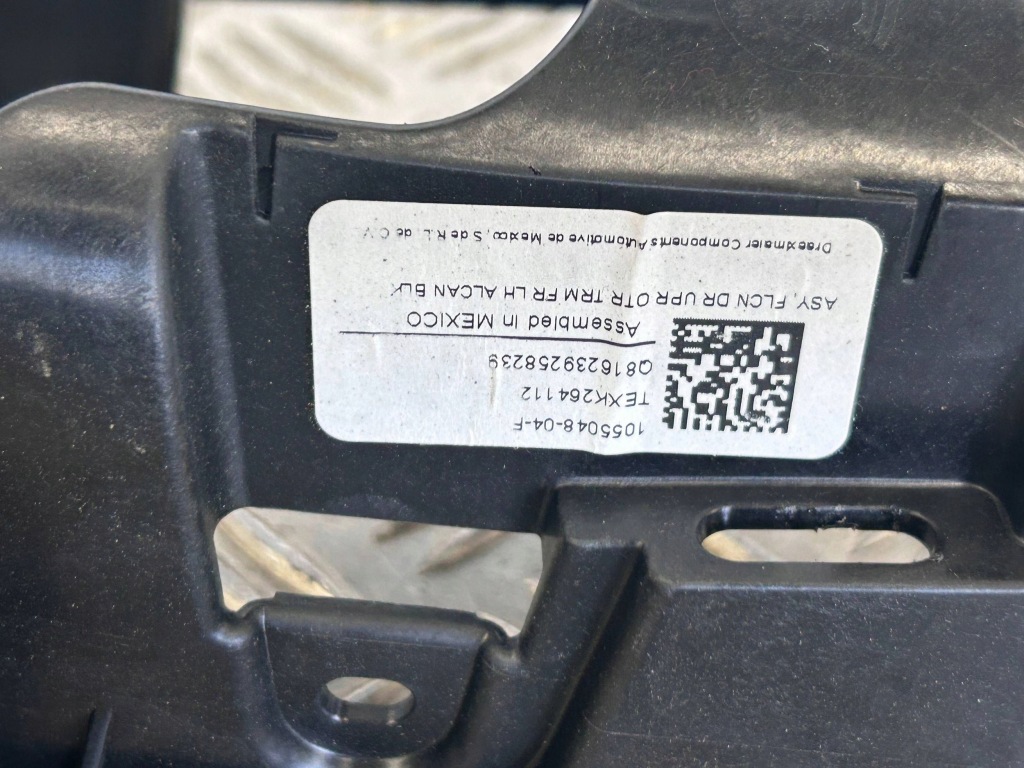 1055048-04-F
TEXK264112
Q816239258239
Assembled in MEXICO
ASY, FLCN DR UPR OTR TRM FR LH ALCAN BLK
Draexlmaier Components Automotive de Mexico, S de R.L. de C.V